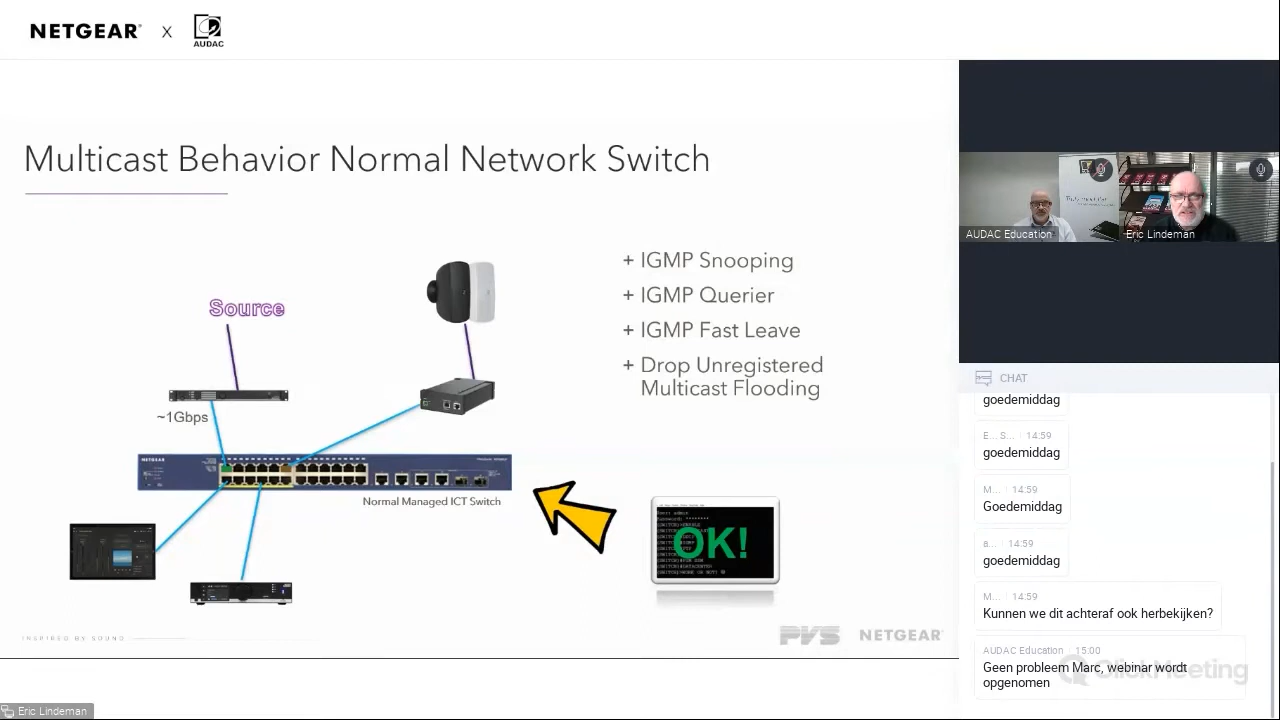 NETGEAR X AUDAC
Multicast Behavior Normal Network Switch
Source
~1Gbps
NETGEAR
Normal Managed ICT Switch
+ IGMP Snooping
+ IGMP Querier
+ IGMP Fast Leave
+ Drop Unregistered
Multicast Flooding
OK!
INSPIRED BY SOUND
PVS NETGEAR
Eric Lindeman
AUDAC Education
Eric Lindeman
CHAT
goedemiddag
E... S... 14:59
goedemiddag
M... 14:59
Goedemiddag
a... 14:59
goedemiddag
M... 14:59
Kunnen we dit achteraf ook herbekijken?
AUDAC Education 15:00
Geen probleem Marc, webinar wordt
opgenomen
ClickMeeting